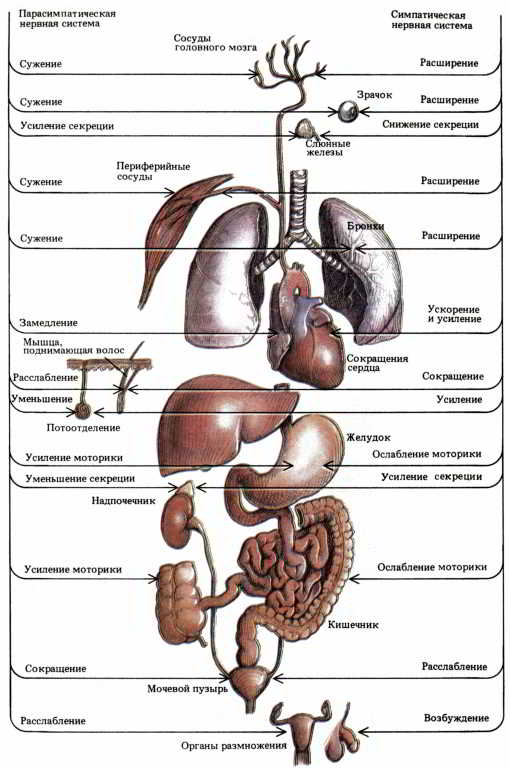 Парасимпатическая
нервная система
Симпатическая
нервная система
Сосуды
головного мозга
Сужение
Расширение
Зрачок
Сужение
Расширение
Усиление секреции
Снижение секреции
Слюнные
железы
Периферийные
сосуды
Сужение
Расширение
Бронхи
Сужение
Расширение
Замедление
Ускорение
и усиление
Сокращения
сердца
Мышца,
поднимающая волос
Расслабление
Сокращение
Уменьшение
Усиление
Потоотделение
Желудок
Усиление моторики
Ослабление моторики
Уменьшение секреции
Усиление секреции
Надпочечник
Усиление моторики
Ослабление моторики
Кишечник
Сокращение
Расслабление
Мочевой пузырь
Расслабление
Возбуждение
Органы размножения